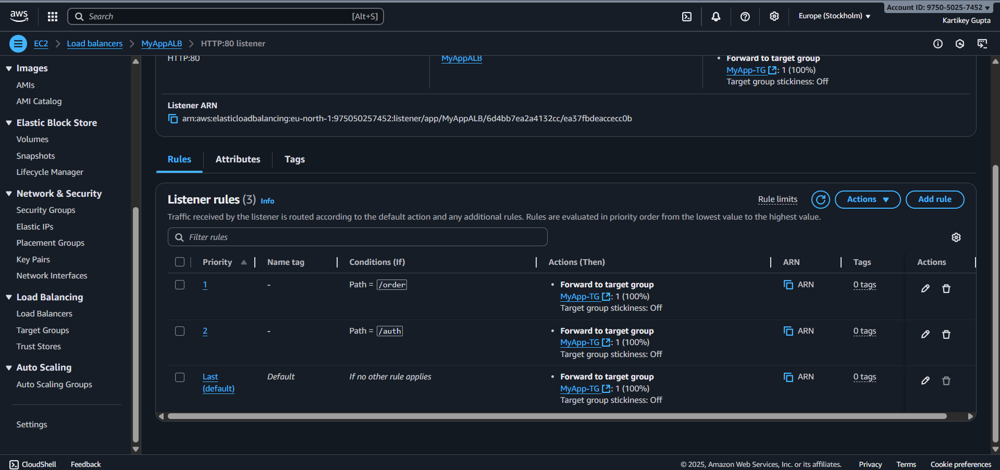 aws
Search [Alt+S]
Europe (Stockholm)
Account ID: 9750-5025-7452
Kartikey Gupta
EC2
Load balancers
MyAppALB
HTTP:80 listener
Images
AMIs
AMI Catalog
Elastic Block Store
Volumes
Snapshots
Lifecycle Manager
Network & Security
Security Groups
Elastic IPs
Placement Groups
Key Pairs
Network Interfaces
Load Balancing
Load Balancers
Target Groups
Trust Stores
Auto Scaling
Auto Scaling Groups
Settings
HTTP:80
MyAppALB
• Forward to target group
MyApp-TG : 1 (100%)
Target group stickiness: Off
Listener ARN
arn:aws:elasticloadbalancing:eu-north-1:975050257452:listener/app/MyAppALB/6d4bb7ea2a4132cc/ea37fbdeaccecc0b
Rules
Attributes
Tags
Listener rules (3) Info
Rule limits
Actions
Add rule
Traffic received by the listener is routed according to the default action and any additional rules. Rules are evaluated in priority order from the lowest value to the highest value.
Filter rules
Priority Name tag Conditions (If) Actions (Then) ARN Tags Actions
1 - Path = /order • Forward to target group ARN 0 tags
MyApp-TG : 1 (100%)
Target group stickiness: Off
2 - Path = /auth • Forward to target group ARN 0 tags
MyApp-TG : 1 (100%)
Target group stickiness: Off
Last Default If no other rule applies • Forward to target group ARN 0 tags
(default) MyApp-TG : 1 (100%)
Target group stickiness: Off
CloudShell Feedback © 2025, Amazon Web Services, Inc. or its affiliates. Privacy Terms Cookie preferences